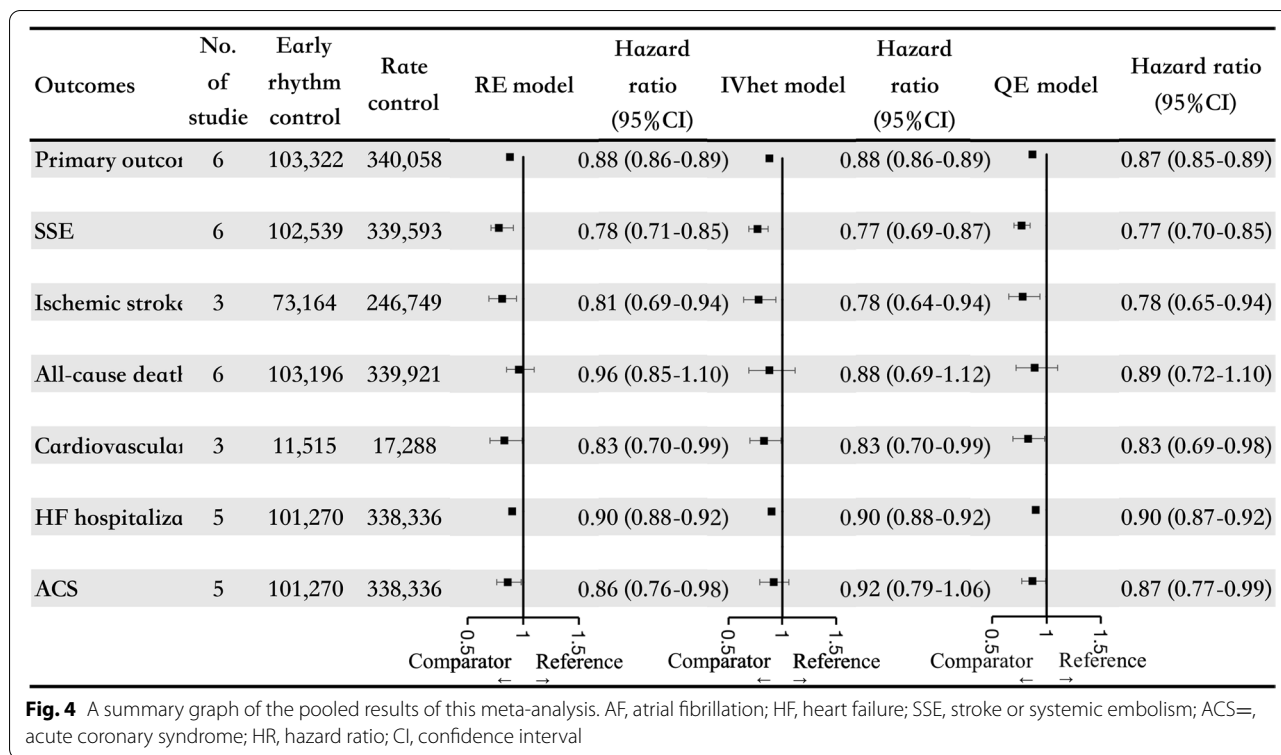 Outcomes No. of studie Early rhythm control Rate control RE model Hazard ratio (95%CI) IVhet model Hazard ratio (95%CI) QE model Hazard ratio (95%CI)
Primary outcor 6 103,322 340,058 0.88 (0.86-0.89) 0.88 (0.86-0.89) 0.87 (0.85-0.89)
SSE 6 102,539 339,593 0.78 (0.71-0.85) 0.77 (0.69-0.87) 0.77 (0.70-0.85)
Ischemic stroke 3 73,164 246,749 0.81 (0.69-0.94) 0.78 (0.64-0.94) 0.78 (0.65-0.94)
All-cause death 6 103,196 339,921 0.96 (0.85-1.10) 0.88 (0.69-1.12) 0.89 (0.72-1.10)
Cardiovascular 3 11,515 17,288 0.83 (0.70-0.99) 0.83 (0.70-0.99) 0.83 (0.69-0.98)
HF hospitaliza 5 101,270 338,336 0.90 (0.88-0.92) 0.90 (0.88-0.92) 0.90 (0.87-0.92)
ACS 5 101,270 338,336 0.86 (0.76-0.98) 0.92 (0.79-1.06) 0.87 (0.77-0.99)
0.5 1 1.5 0.5 1 1.5 0.5 1 1.5
Comparator Reference Comparator Reference Comparator Reference
← → ← → ← →
Fig. 4 A summary graph of the pooled results of this meta-analysis. AF, atrial fibrillation; HF, heart failure; SSE, stroke or systemic embolism; ACS=,
acute coronary syndrome; HR, hazard ratio; CI, confidence interval